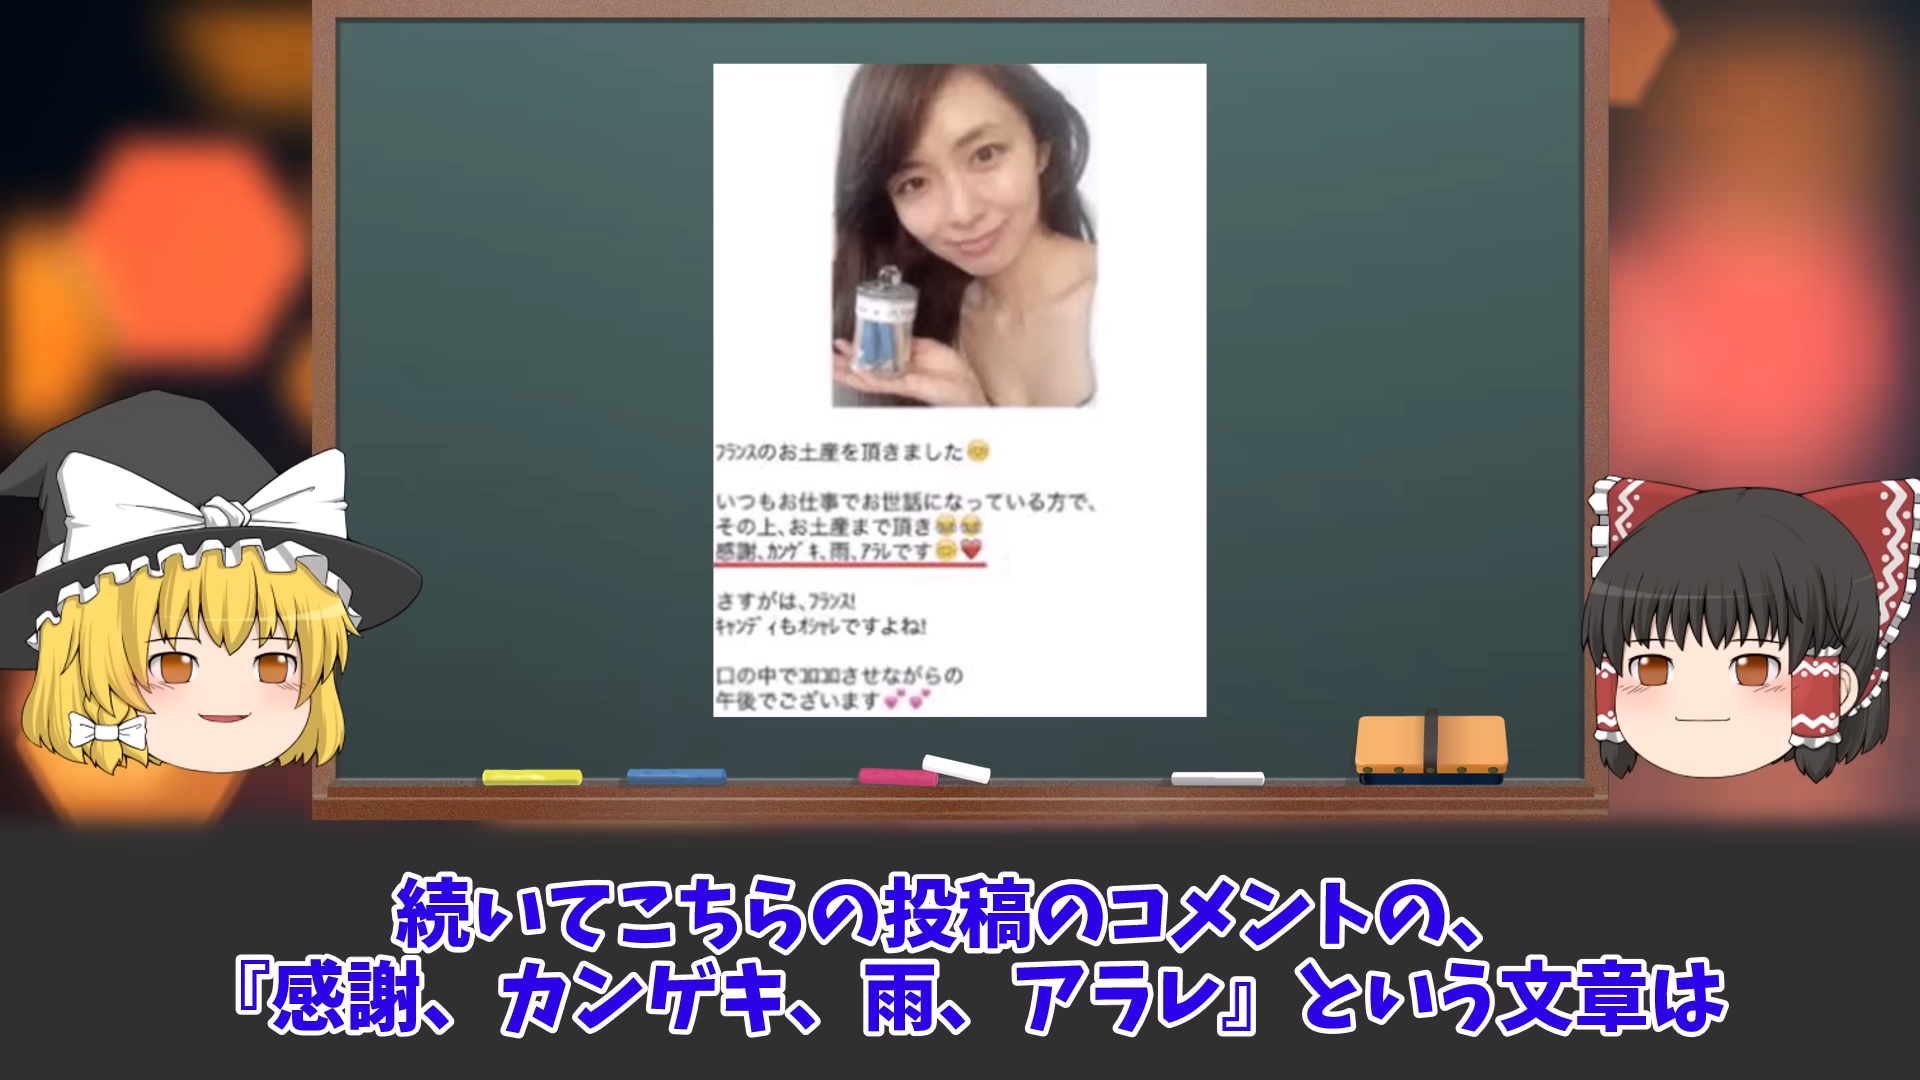 ﾌﾗﾝｽのお土産を頂きました😊
いつもお仕事でお世話になっている方で、
その上、お土産まで頂き😂😂
感謝、ｶﾝｹﾞｷ、雨、ｱﾗﾚです😊❤
さすがは、ﾌﾗﾝｽ!
ｷｬﾝﾃﾞｨもｵｼｬﾚですよね!
口の中でｺﾛｺﾛさせながらの
午後でございます💕💕
続いてこちらの投稿のコメントの、
『感謝、カンゲキ、雨、アラレ』という文章は